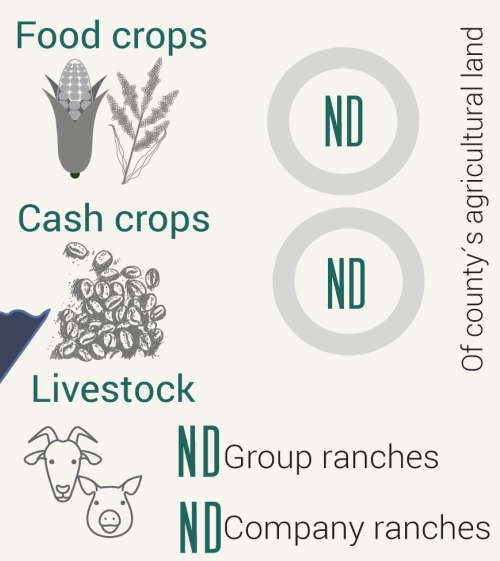 Food crops
ND
Of county´s agricultural land
Cash crops
ND
Livestock
ND Group ranches
ND Company ranches